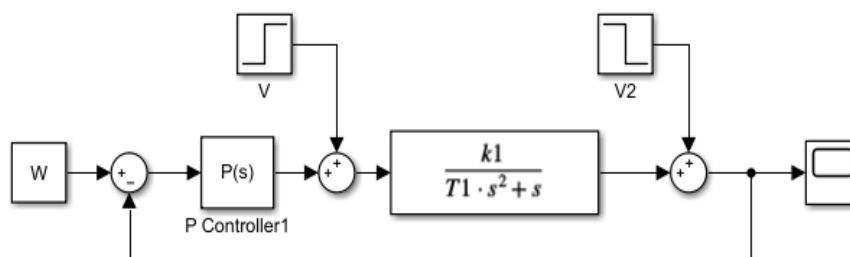 V
V2
W
+
−
P(s)
+
+
k1
T1 · s² + s
+
+
P Controller1